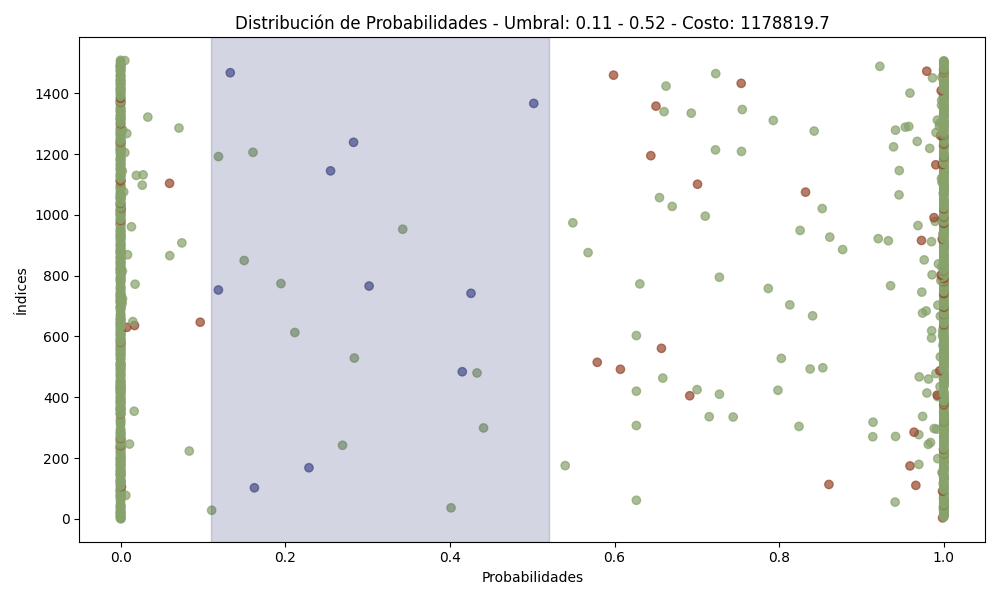 Distribución de Probabilidades - Umbral: 0.11 - 0.52 - Costo: 1178819.7
Índices
1400
1200
1000
800
600
400
200
0
0.0 0.2 0.4 0.6 0.8 1.0
Probabilidades